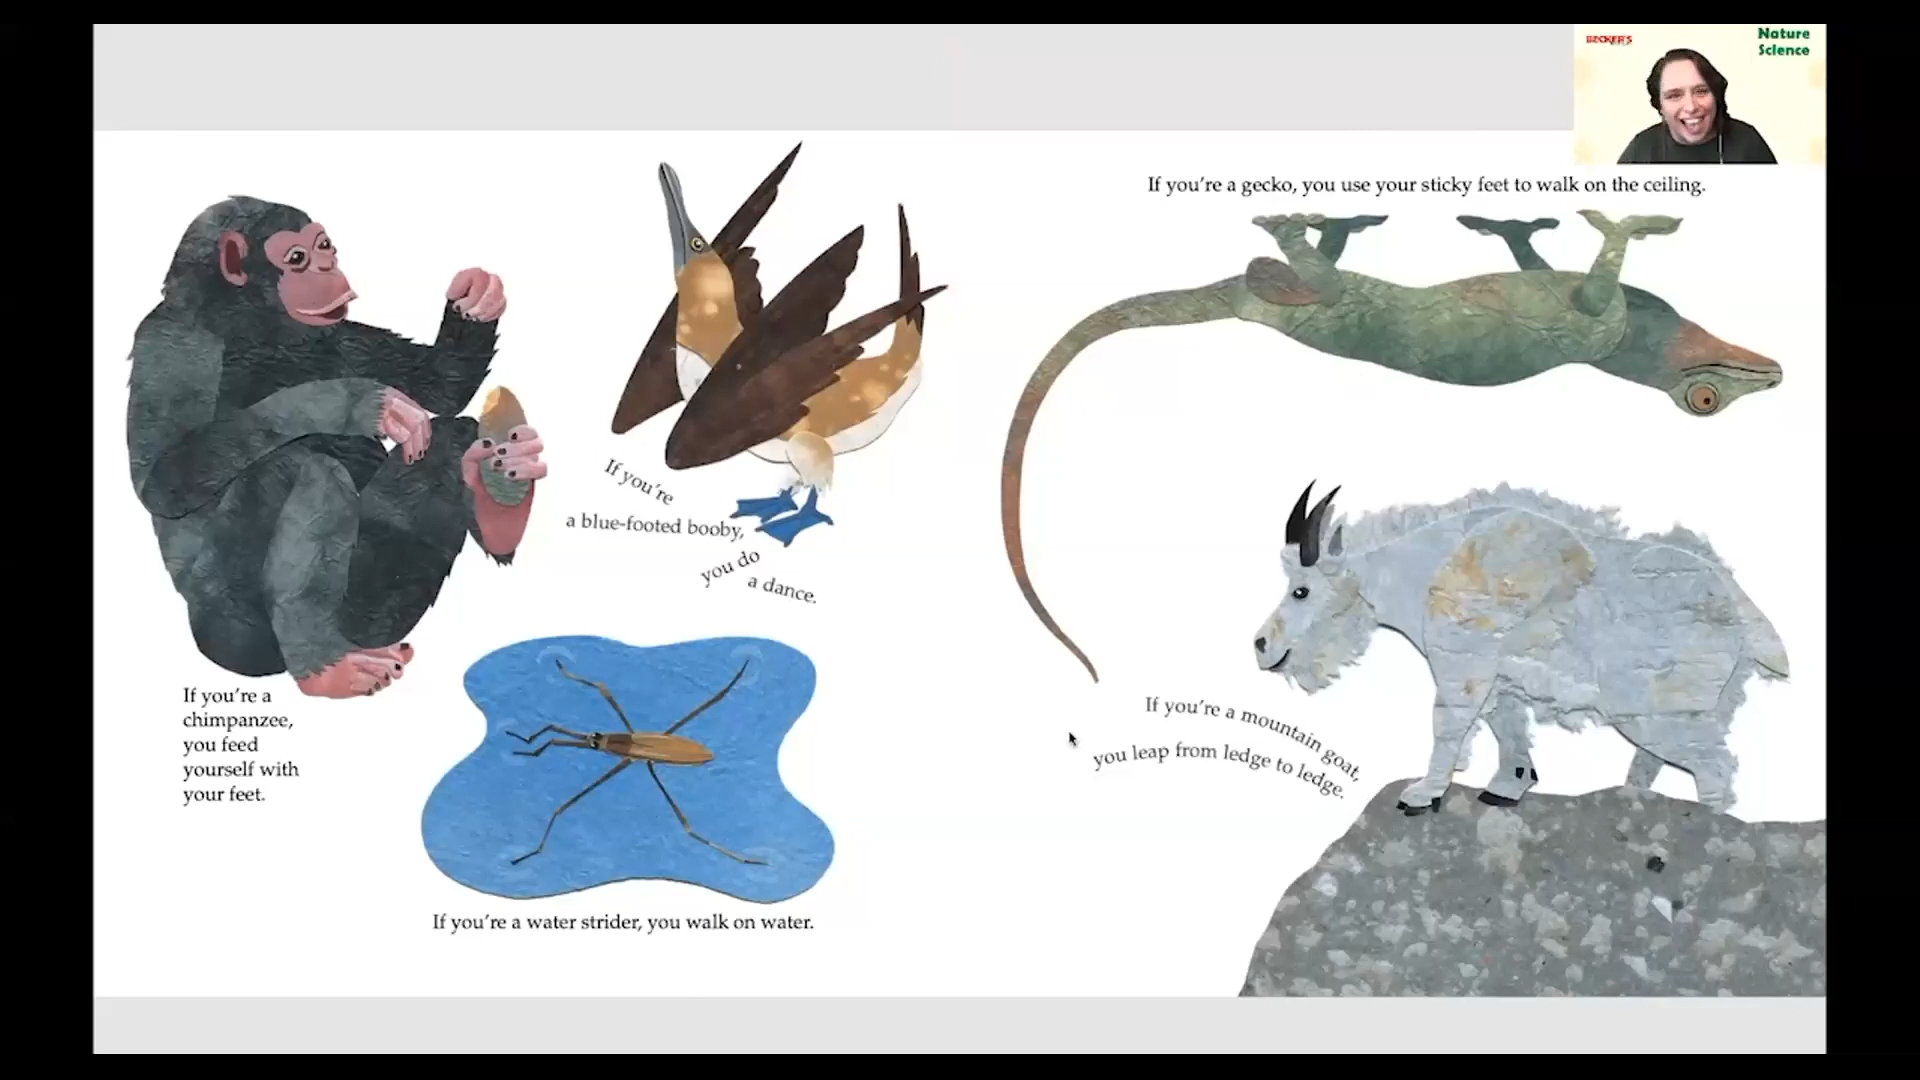 BECKER'S
Nature
Science
If you're a gecko, you use your sticky feet to walk on the ceiling.
If you're
a blue-footed booby,
you do
a dance.
If you're a
chimpanzee,
you feed
yourself with
your feet.
If you're a water strider, you walk on water.
If you're a mountain goat,
you leap from ledge to ledge.